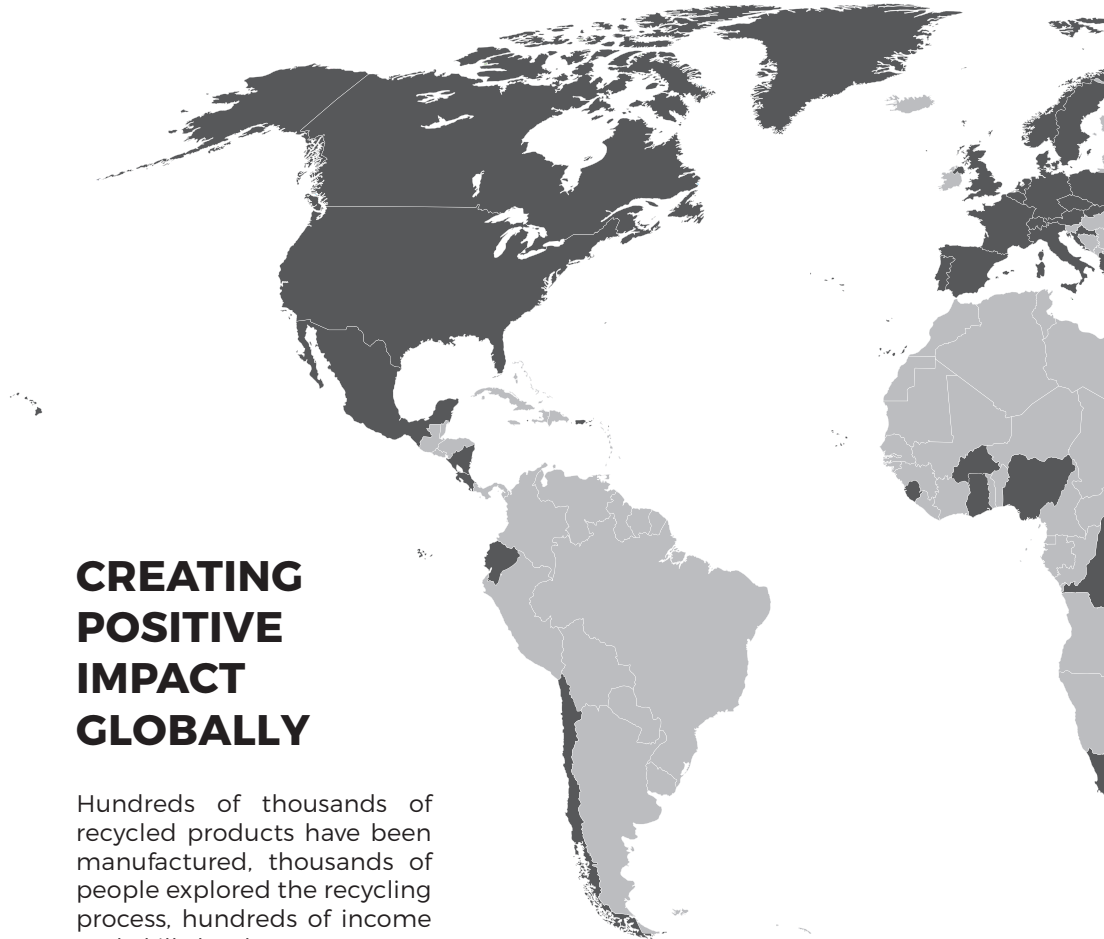 CREATING
POSITIVE
IMPACT
GLOBALLY
Hundreds of thousands of
recycled products have been
manufactured, thousands of
people explored the recycling
process, hundreds of income